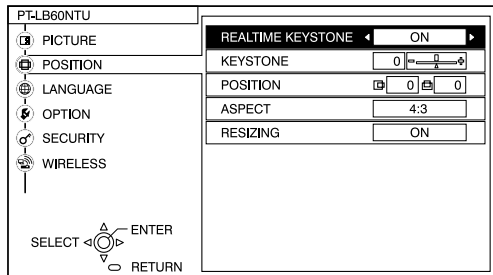 PT-LB60NTU
PICTURE
POSITION
LANGUAGE
OPTION
SECURITY
WIRELESS
SELECT
ENTER
RETURN
REALTIME KEYSTONE ON
KEYSTONE 0
POSITION 0 0
ASPECT 4:3
RESIZING ON